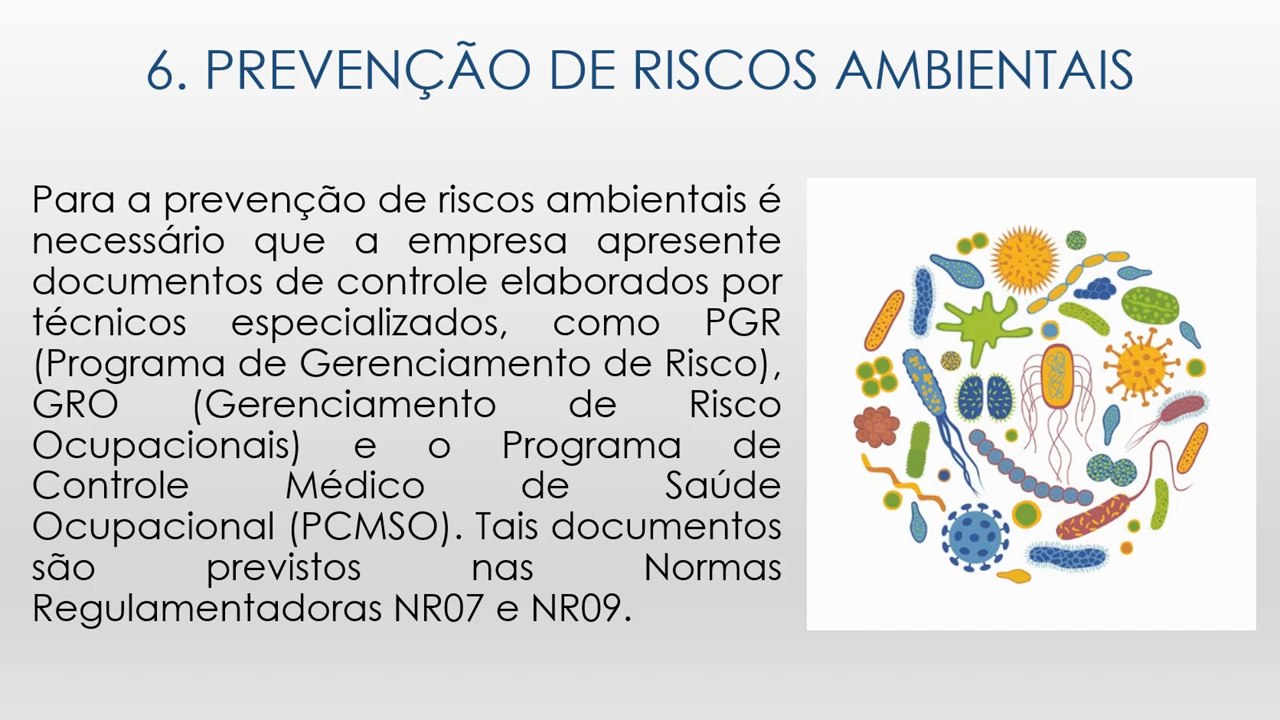 6. PREVENÇÃO DE RISCOS AMBIENTAIS
Para a prevenção de riscos ambientais é
necessário que a empresa apresente
documentos de controle elaborados por
técnicos especializados, como PGR
(Programa de Gerenciamento de Risco),
GRO (Gerenciamento de Risco
Ocupacionais) e o Programa de
Controle Médico de Saúde
Ocupacional (PCMSO). Tais documentos
são previstos nas Normas
Regulamentadoras NR07 e NR09.